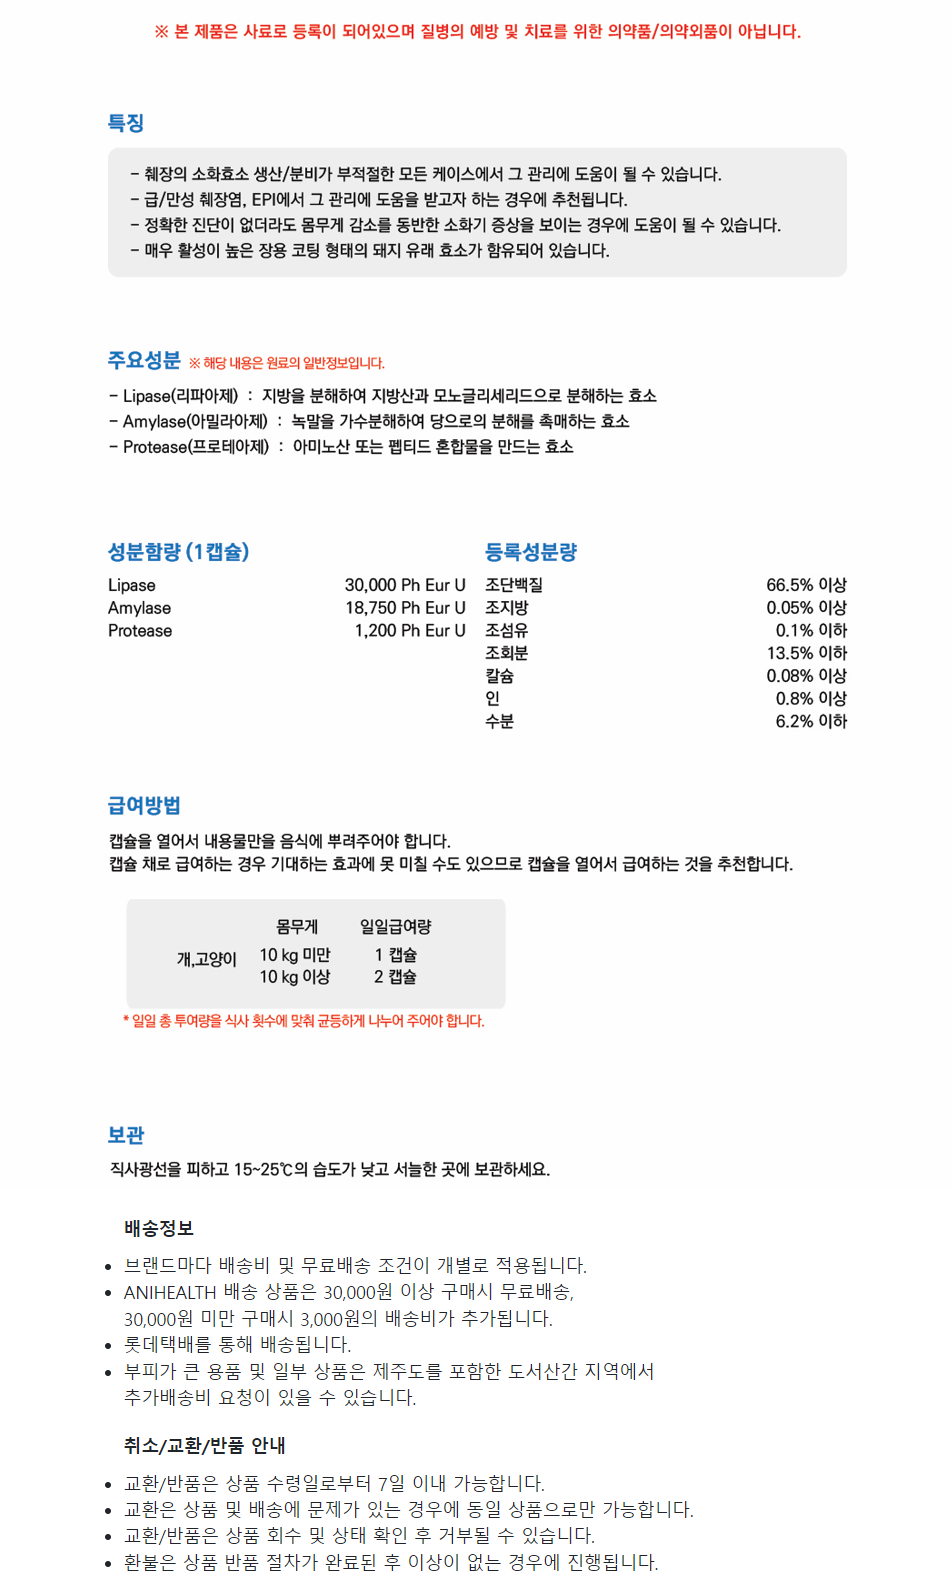 ※ 본 제품은 사료로 등록이 되어있으며 질병의 예방 및 치료를 위한 의약품/의약외품이 아닙니다.
특징
- 췌장의 소화효소 생산/분비가 부적절한 모든 케이스에서 그 관리에 도움이 될 수 있습니다.
- 급/만성 췌장염, EPI에서 그 관리에 도움을 받고자 하는 경우에 추천됩니다.
- 정확한 진단이 없더라도 몸무게 감소를 동반한 소화기 증상을 보이는 경우에 도움이 될 수 있습니다.
- 매우 활성이 높은 장용 코팅 형태의 돼지 유래 효소가 함유되어 있습니다.
주요성분 ※ 해당 내용은 원료의 일반정보입니다.
- Lipase(리파아제) : 지방을 분해하여 지방산과 모노글리세리드으로 분해하는 효소
- Amylase(아밀라아제) : 녹말을 가수분해하여 당으로의 분해를 촉매하는 효소
- Protease(프로테아제) : 아미노산 또는 펩티드 혼합물을 만드는 효소
성분함량 (1캡슐)
Lipase 30,000 Ph Eur U
Amylase 18,750 Ph Eur U
Protease 1,200 Ph Eur U
등록성분량
조단백질 66.5% 이상
조지방 0.05% 이상
조섬유 0.1% 이하
조회분 13.5% 이하
칼슘 0.08% 이상
인 0.8% 이상
수분 6.2% 이하
급여방법
캡슐을 열어서 내용물만을 음식에 뿌려주어야 합니다.
캡슐 채로 급여하는 경우 기대하는 효과에 못 미칠 수도 있으므로 캡슐을 열어서 급여하는 것을 추천합니다.
몸무게 일일급여량
개,고양이 10 kg 미만 1 캡슐
10 kg 이상 2 캡슐
* 일일 총 투여량을 식사 횟수에 맞춰 균등하게 나누어 주어야 합니다.
보관
직사광선을 피하고 15~25℃의 습도가 낮고 서늘한 곳에 보관하세요.
배송정보
• 브랜드마다 배송비 및 무료배송 조건이 개별로 적용됩니다.
• ANIHEALTH 배송 상품은 30,000원 이상 구매시 무료배송,
30,000원 미만 구매시 3,000원의 배송비가 추가됩니다.
• 롯데택배를 통해 배송됩니다.
• 부피가 큰 용품 및 일부 상품은 제주도를 포함한 도서산간 지역에서
추가배송비 요청이 있을 수 있습니다.
취소/교환/반품 안내
• 교환/반품은 상품 수령일로부터 7일 이내 가능합니다.
• 교환은 상품 및 배송에 문제가 있는 경우에 동일 상품으로만 가능합니다.
• 교환/반품은 상품 회수 및 상태 확인 후 거부될 수 있습니다.
• 환불은 상품 반품 절차가 완료된 후 이상이 없는 경우에 진행됩니다.